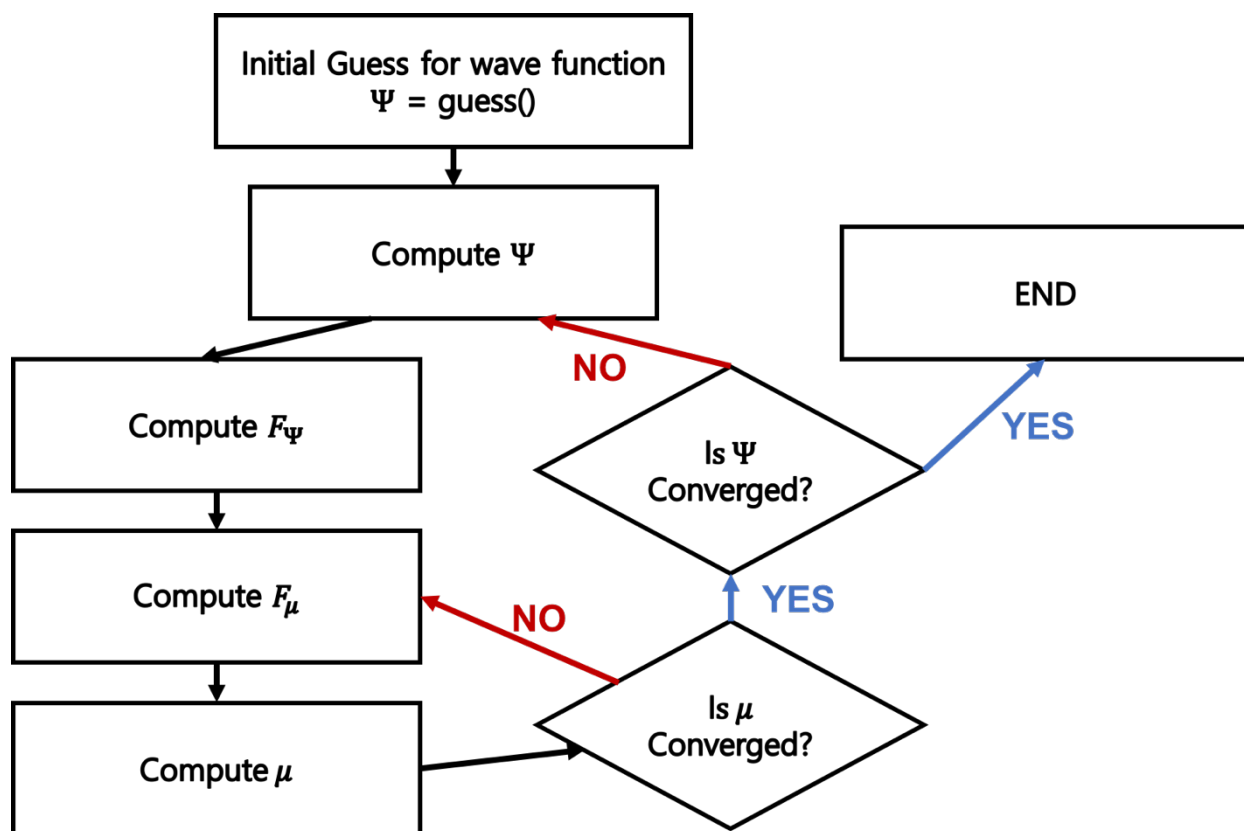 Initial Guess for wave function
Ψ = guess()
Compute Ψ
END
NO
Compute F_Ψ
Is Ψ
Converged?
YES
Compute F_μ
NO
YES
Is μ
Converged?
Compute μ